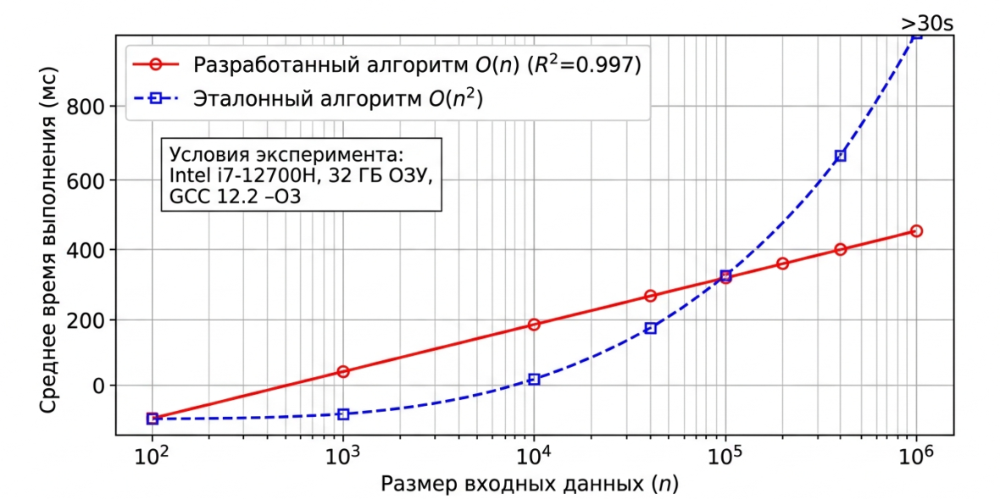 >30s
Разработанный алгоритм O(n) (R²=0.997)
Эталонный алгоритм O(n²)
Условия эксперимента:
Intel i7-12700H, 32 ГБ ОЗУ,
GCC 12.2 –O3
Среднее время выполнения (мс)
800
600
400
200
0
10² 10³ 10⁴ 10⁵ 10⁶
Размер входных данных (n)